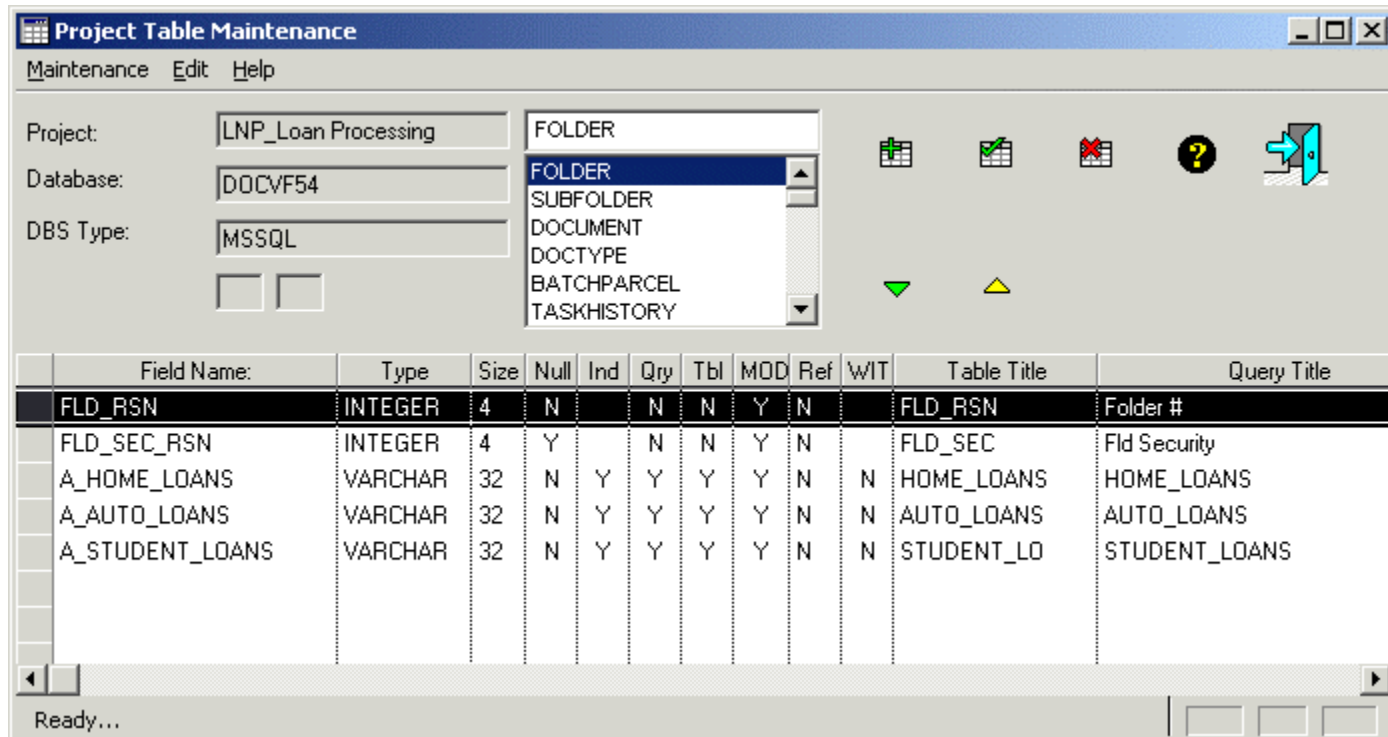 Project Table Maintenance
Maintenance Edit Help
Project: LNP_Loan Processing FOLDER
Database: DOCVF54
DBS Type: MSSQL
FOLDER
SUBFOLDER
DOCUMENT
DOCTYPE
BATCHPARCEL
TASKHISTORY
?
Field Name: Type Size Null Ind Qry Tbl MOD Ref WIT Table Title Query Title
FLD_RSN INTEGER 4 N N N Y N FLD_RSN Folder #
FLD_SEC_RSN INTEGER 4 Y N N Y N FLD_SEC Fld Security
A_HOME_LOANS VARCHAR 32 N Y Y Y Y N N HOME_LOANS HOME_LOANS
A_AUTO_LOANS VARCHAR 32 N Y Y Y Y N N AUTO_LOANS AUTO_LOANS
A_STUDENT_LOANS VARCHAR 32 N Y Y Y Y N N STUDENT_LO STUDENT_LOANS
Ready...